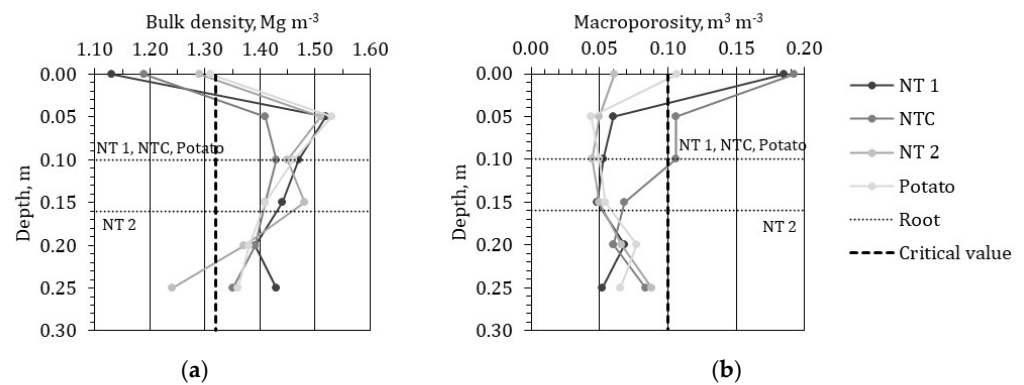 Bulk density, Mg m-3
1.10 1.20 1.30 1.40 1.50 1.60
0.00
0.05
0.10
0.15
0.20
0.25
0.30
Depth, m
NT 1, NTC, Potato
NT 2
(a)
Macroporosity, m3 m-3
0.00 0.05 0.10 0.15 0.20
0.00
0.05
0.10
0.15
0.20
0.25
0.30
Depth, m
NT 1, NTC, Potato
NT 2
(b)
NT 1
NTC
NT 2
Potato
Root
Critical value